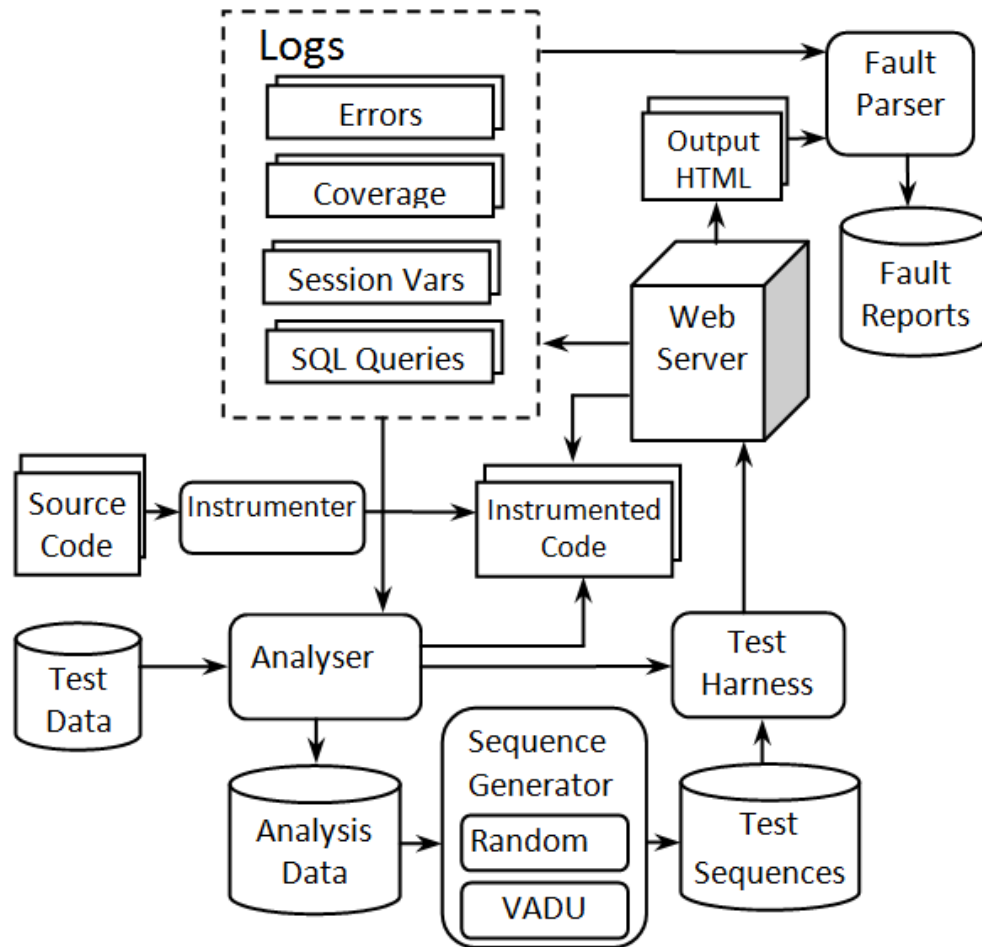 Logs
Errors
Coverage
Session Vars
SQL Queries
Fault
Parser
Output
HTML
Fault
Reports
Web
Server
Source
Code
Instrumenter
Instrumented
Code
Test
Data
Analyser
Test
Harness
Analysis
Data
Sequence
Generator
Random
VADU
Test
Sequences